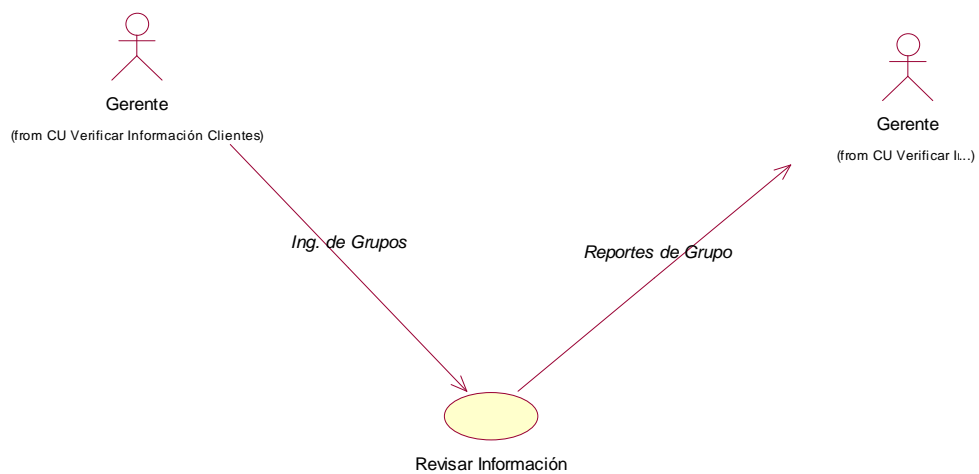 Gerente
(from CU Verificar Información Clientes)
Gerente
(from CU Verificar I...)
Ing. de Grupos
Reportes de Grupo
Revisar Información